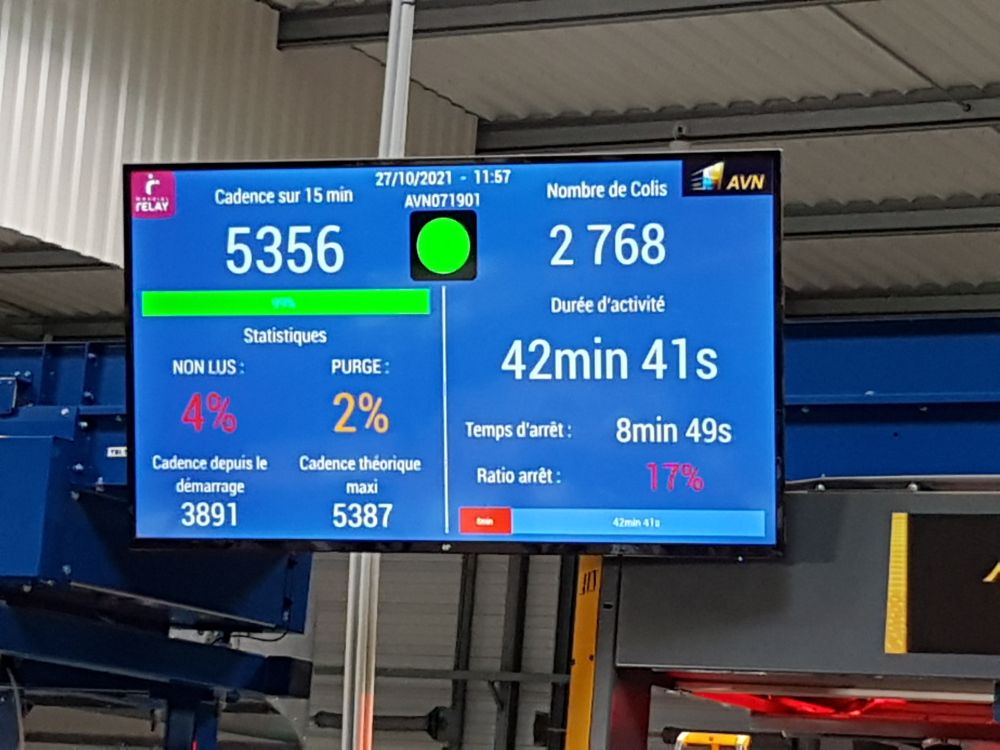 MONDIAL
RELAY
27/10/2021 - 11:57
AVN071901
AVN
Cadence sur 15 min
5356
99%
Nombre de Colis
2 768
Statistiques
NON LUS :
PURGE :
4%
2%
Cadence depuis le
démarrage
3891
Cadence théorique
maxi
5387
Durée d'activité
42min 41s
Temps d'arrêt :
8min 49s
Ratio arrêt :
17%
8min
42min 41s